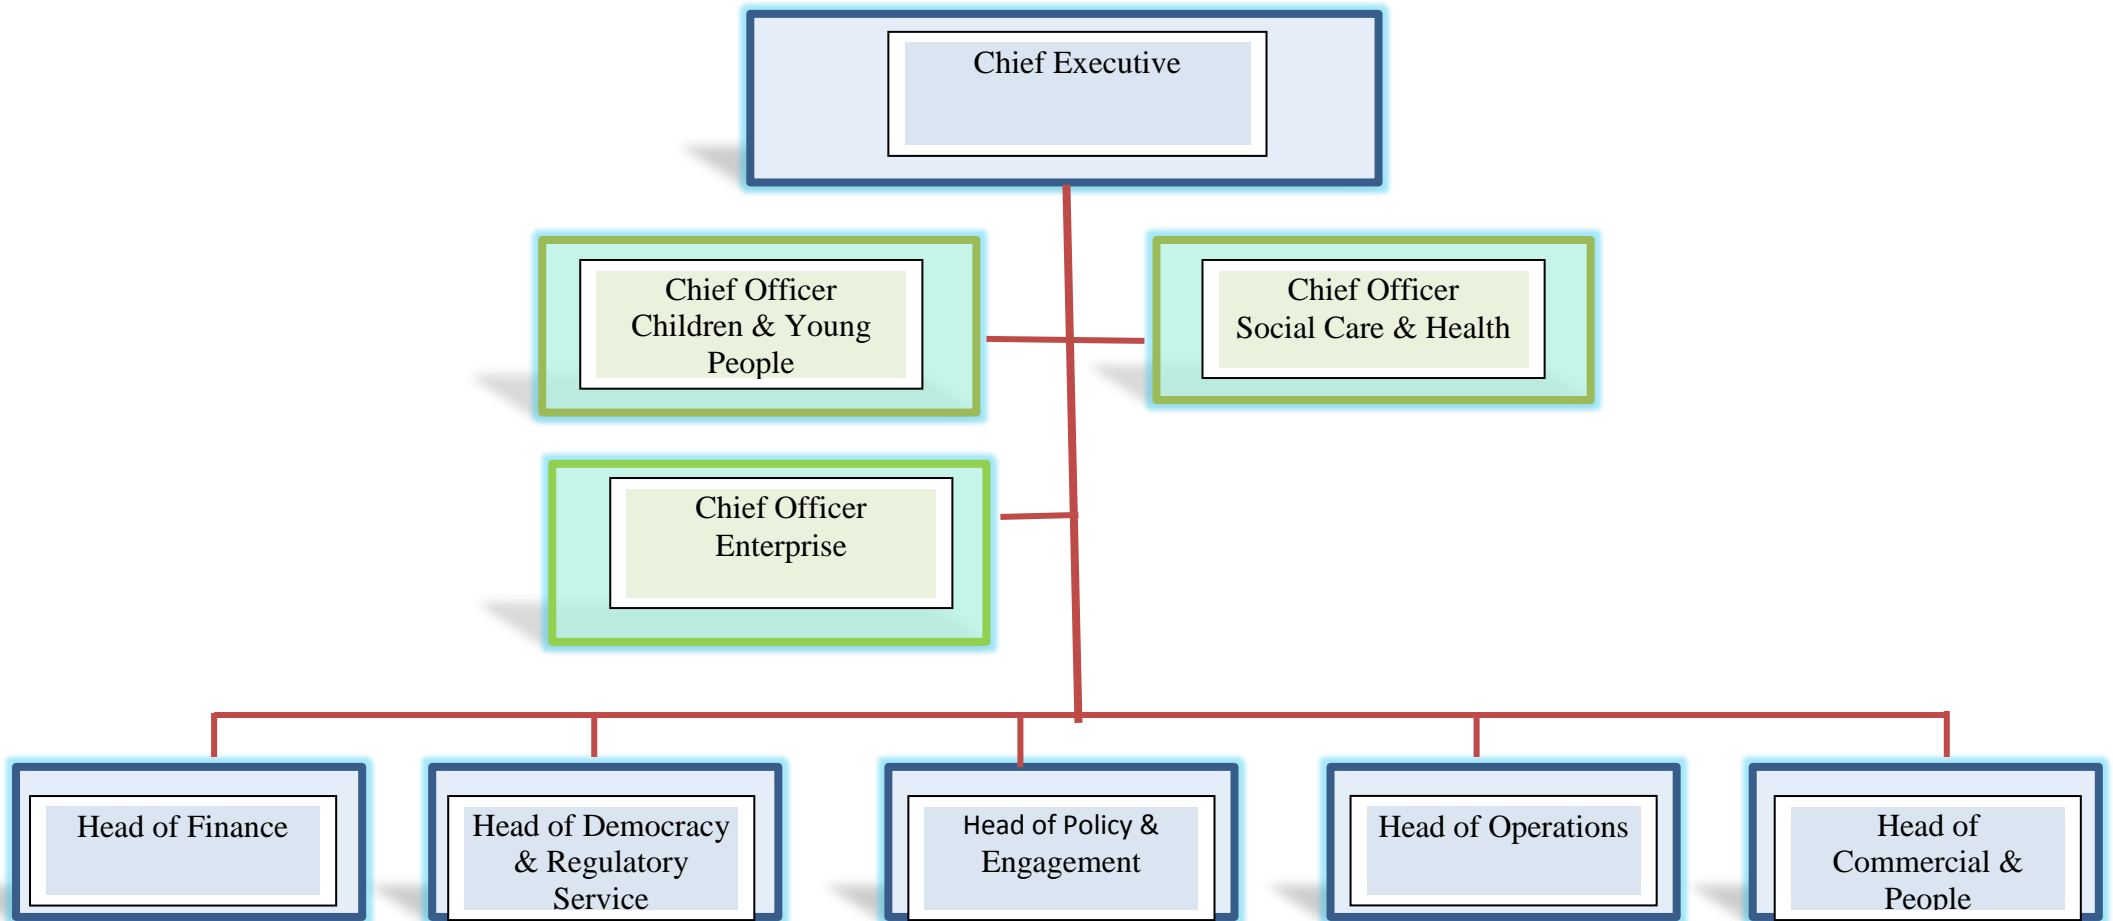 Chief Executive
Chief Officer
Children & Young
People
Chief Officer
Social Care & Health
Chief Officer
Enterprise
Head of Finance
Head of Democracy
& Regulatory
Service
Head of Policy &
Engagement
Head of Operations
Head of
Commercial &
People